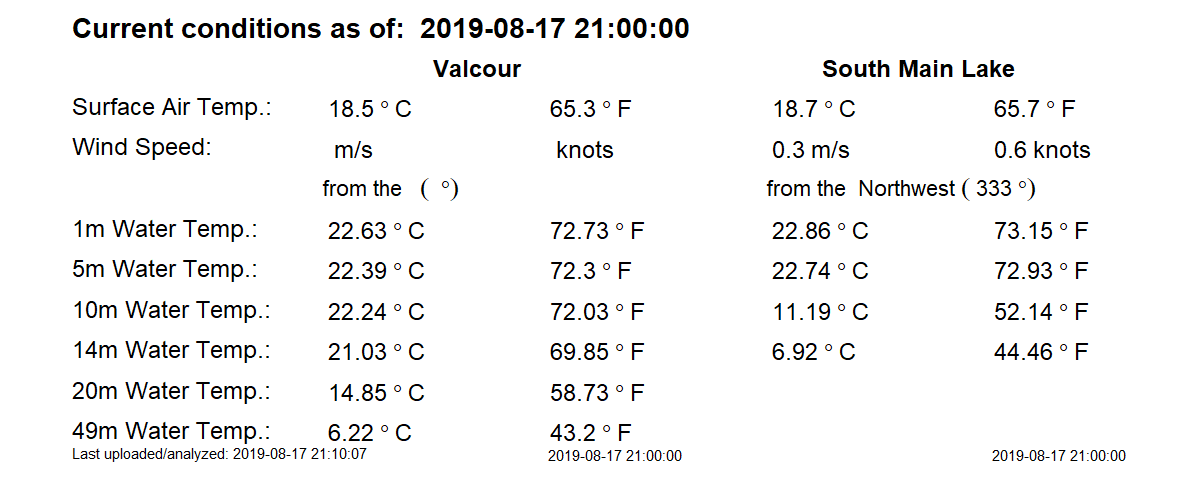 Current conditions as of: 2019-08-17 21:00:00
Valcour South Main Lake
Surface Air Temp.: 18.5 ° C 65.3 ° F 18.7 ° C 65.7 ° F
Wind Speed: m/s knots 0.3 m/s 0.6 knots
from the ( °) from the Northwest ( 333 °)
1m Water Temp.: 22.63 ° C 72.73 ° F 22.86 ° C 73.15 ° F
5m Water Temp.: 22.39 ° C 72.3 ° F 22.74 ° C 72.93 ° F
10m Water Temp.: 22.24 ° C 72.03 ° F 11.19 ° C 52.14 ° F
14m Water Temp.: 21.03 ° C 69.85 ° F 6.92 ° C 44.46 ° F
20m Water Temp.: 14.85 ° C 58.73 ° F
49m Water Temp.: 6.22 ° C 43.2 ° F
Last uploaded/analyzed: 2019-08-17 21:10:07 2019-08-17 21:00:00 2019-08-17 21:00:00